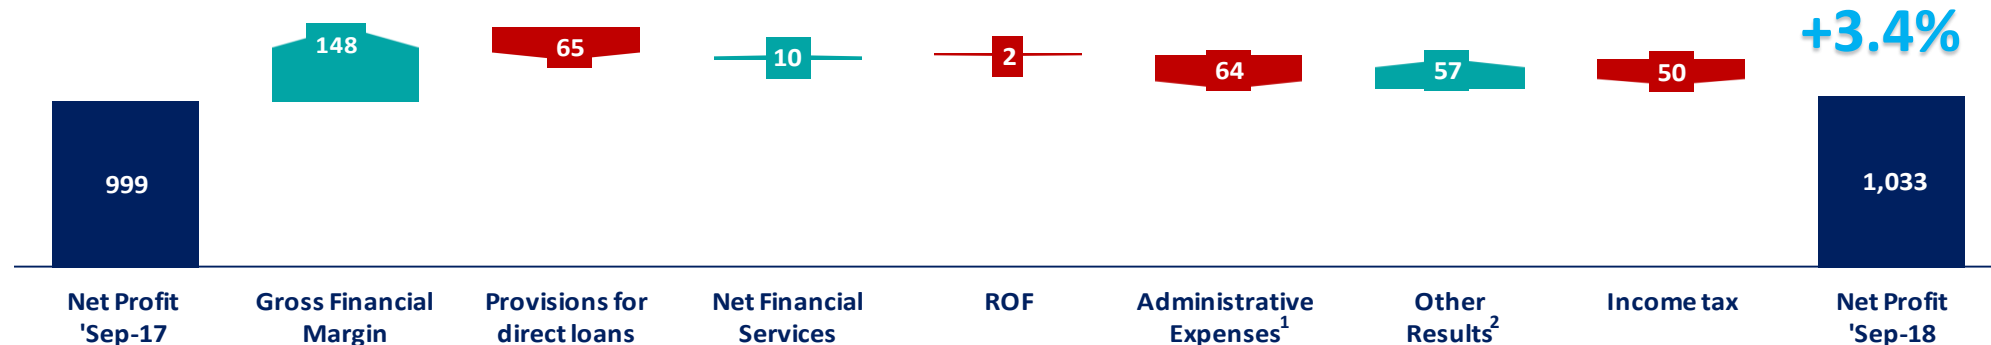 +3.4%
148
65
10
2
64
57
50
999
1,033
Net Profit
'Sep-17
Gross Financial
Margin
Provisions for
direct loans
Net Financial
Services
ROF
Administrative
Expenses1
Other
Results2
Income tax
Net Profit
'Sep-18